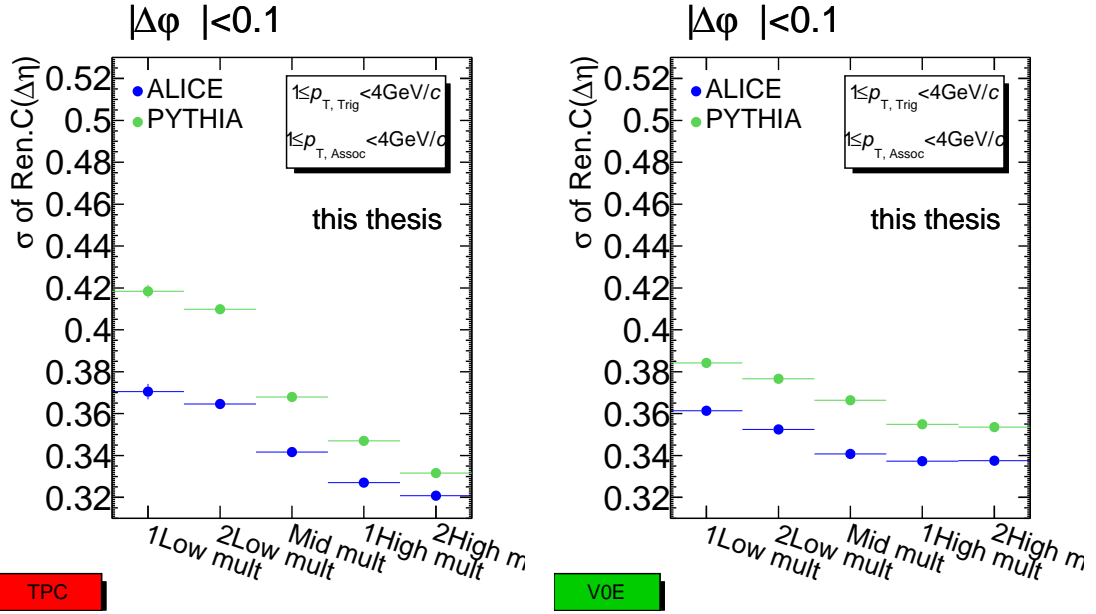 |Δφ |<0.1
σ of Ren.C(Δη)
0.52
0.5
0.48
0.46
0.44
0.42
0.4
0.38
0.36
0.34
0.32
ALICE
PYTHIA
1≤p T, Trig <4GeV/c
1≤p T, Assoc <4GeV/c
this thesis
1Low mult
2Low mult
Mid mult
1High mult
2High m
TPC
|Δφ |<0.1
σ of Ren.C(Δη)
0.52
0.5
0.48
0.46
0.44
0.42
0.4
0.38
0.36
0.34
0.32
ALICE
PYTHIA
1≤p T, Trig <4GeV/c
1≤p T, Assoc <4GeV/c
this thesis
1Low mult
2Low mult
Mid mult
1High mult
2High m
V0E